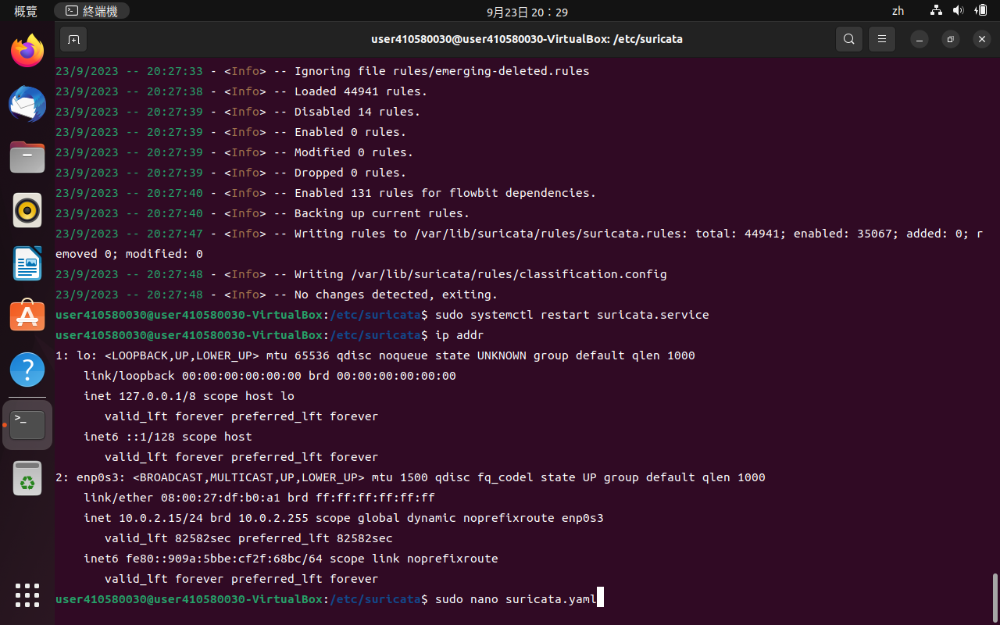 概覽
終端機
9月23日 20：29
zh
user410580030@user410580030-VirtualBox: /etc/suricata
23/9/2023 -- 20:27:33 - <Info> -- Ignoring file rules/emerging-deleted.rules
23/9/2023 -- 20:27:38 - <Info> -- Loaded 44941 rules.
23/9/2023 -- 20:27:39 - <Info> -- Disabled 14 rules.
23/9/2023 -- 20:27:39 - <Info> -- Enabled 0 rules.
23/9/2023 -- 20:27:39 - <Info> -- Modified 0 rules.
23/9/2023 -- 20:27:39 - <Info> -- Dropped 0 rules.
23/9/2023 -- 20:27:40 - <Info> -- Enabled 131 rules for flowbit dependencies.
23/9/2023 -- 20:27:40 - <Info> -- Backing up current rules.
23/9/2023 -- 20:27:47 - <Info> -- Writing rules to /var/lib/suricata/rules/suricata.rules: total: 44941; enabled: 35067; added: 0; r
emoved 0; modified: 0
23/9/2023 -- 20:27:48 - <Info> -- Writing /var/lib/suricata/rules/classification.config
23/9/2023 -- 20:27:48 - <Info> -- No changes detected, exiting.
user410580030@user410580030-VirtualBox:/etc/suricata$ sudo systemctl restart suricata.service
user410580030@user410580030-VirtualBox:/etc/suricata$ ip addr
1: lo: <LOOPBACK,UP,LOWER_UP> mtu 65536 qdisc noqueue state UNKNOWN group default qlen 1000
    link/loopback 00:00:00:00:00:00 brd 00:00:00:00:00:00
    inet 127.0.0.1/8 scope host lo
       valid_lft forever preferred_lft forever
    inet6 ::1/128 scope host
       valid_lft forever preferred_lft forever
2: enp0s3: <BROADCAST,MULTICAST,UP,LOWER_UP> mtu 1500 qdisc fq_codel state UP group default qlen 1000
    link/ether 08:00:27:df:b0:a1 brd ff:ff:ff:ff:ff:ff
    inet 10.0.2.15/24 brd 10.0.2.255 scope global dynamic noprefixroute enp0s3
       valid_lft 82582sec preferred_lft 82582sec
    inet6 fe80::909a:5bbe:cf2f:68bc/64 scope link noprefixroute
       valid_lft forever preferred_lft forever
user410580030@user410580030-VirtualBox:/etc/suricata$ sudo nano suricata.yaml